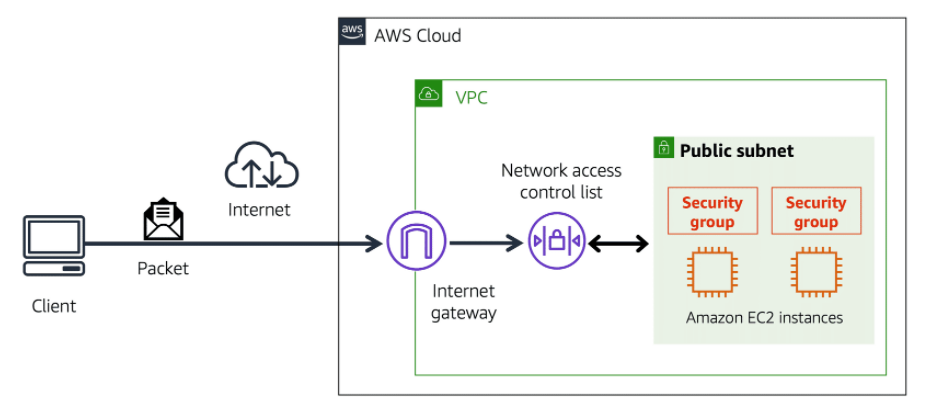 aws
AWS Cloud
VPC
Public subnet
Network access
control list
Security
group
Security
group
Internet
Packet
Client
Internet
gateway
Amazon EC2 instances